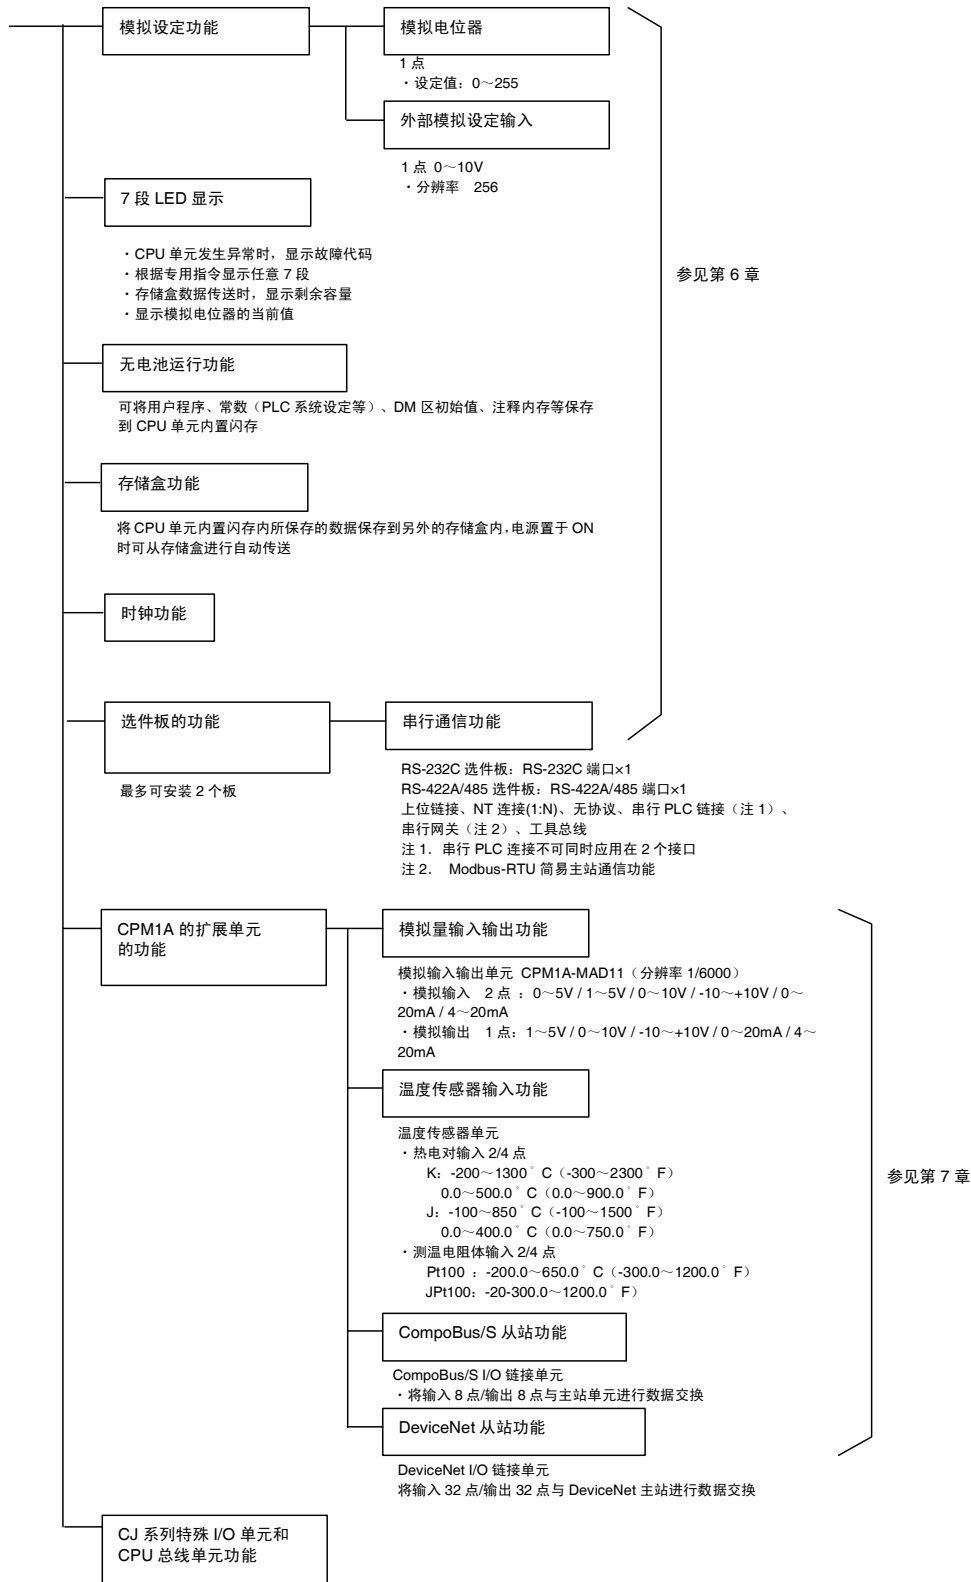 模拟设定功能
模拟电位器
1 点
・设定值：0～255
外部模拟设定输入
1 点 0～10V
・分辨率 256
7 段 LED 显示
・CPU 单元发生异常时，显示故障代码
・根据专用指令显示任意 7 段
・存储盒数据传送时，显示剩余容量
・显示模拟电位器的当前值
参见第 6 章
无电池运行功能
可将用户程序、常数（PLC 系统设定等）、DM 区初始值、注释内存等保存
到 CPU 单元内置闪存
存储盒功能
将 CPU 单元内置闪存内所保存的数据保存到另外的存储盒内，电源置于 ON
时可从存储盒进行自动传送
时钟功能
选件板的功能
最多可安装 2 个板
串行通信功能
RS-232C 选件板：RS-232C 端口×1
RS-422A/485 选件板：RS-422A/485 端口×1
上位链接、NT 连接(1:N)、无协议、串行 PLC 链接（注 1）、
串行网关（注 2）、工具总线
注 1．串行 PLC 连接不可同时应用在 2 个接口
注 2． Modbus-RTU 简易主站通信功能
CPM1A 的扩展单元
的功能
模拟量输入输出功能
模拟输入输出单元 CPM1A-MAD11（分辨率 1/6000）
・模拟输入 2 点 ：0～5V / 1～5V / 0～10V / -10～+10V / 0～
20mA / 4～20mA
・模拟输出 1 点：1～5V / 0～10V / -10～+10V / 0～20mA / 4～
20mA
温度传感器输入功能
温度传感器单元
・热电对输入 2/4 点
K：-200～1300˚ C（-300～2300˚ F）
0.0～500.0˚ C（0.0～900.0˚ F）
J：-100～850˚ C（-100～1500˚ F）
0.0～400.0˚ C（0.0～750.0˚ F）
・测温电阻体输入 2/4 点
Pt100 ：-200.0～650.0˚ C（-300.0～1200.0˚ F）
JPt100：-20-300.0～1200.0˚ F）
参见第 7 章
CompoBus/S 从站功能
CompoBus/S I/O 链接单元
・将输入 8 点/输出 8 点与主站单元进行数据交换
DeviceNet 从站功能
DeviceNet I/O 链接单元
将输入 32 点/输出 32 点与 DeviceNet 主站进行数据交换
CJ 系列特殊 I/O 单元和
CPU 总线单元功能